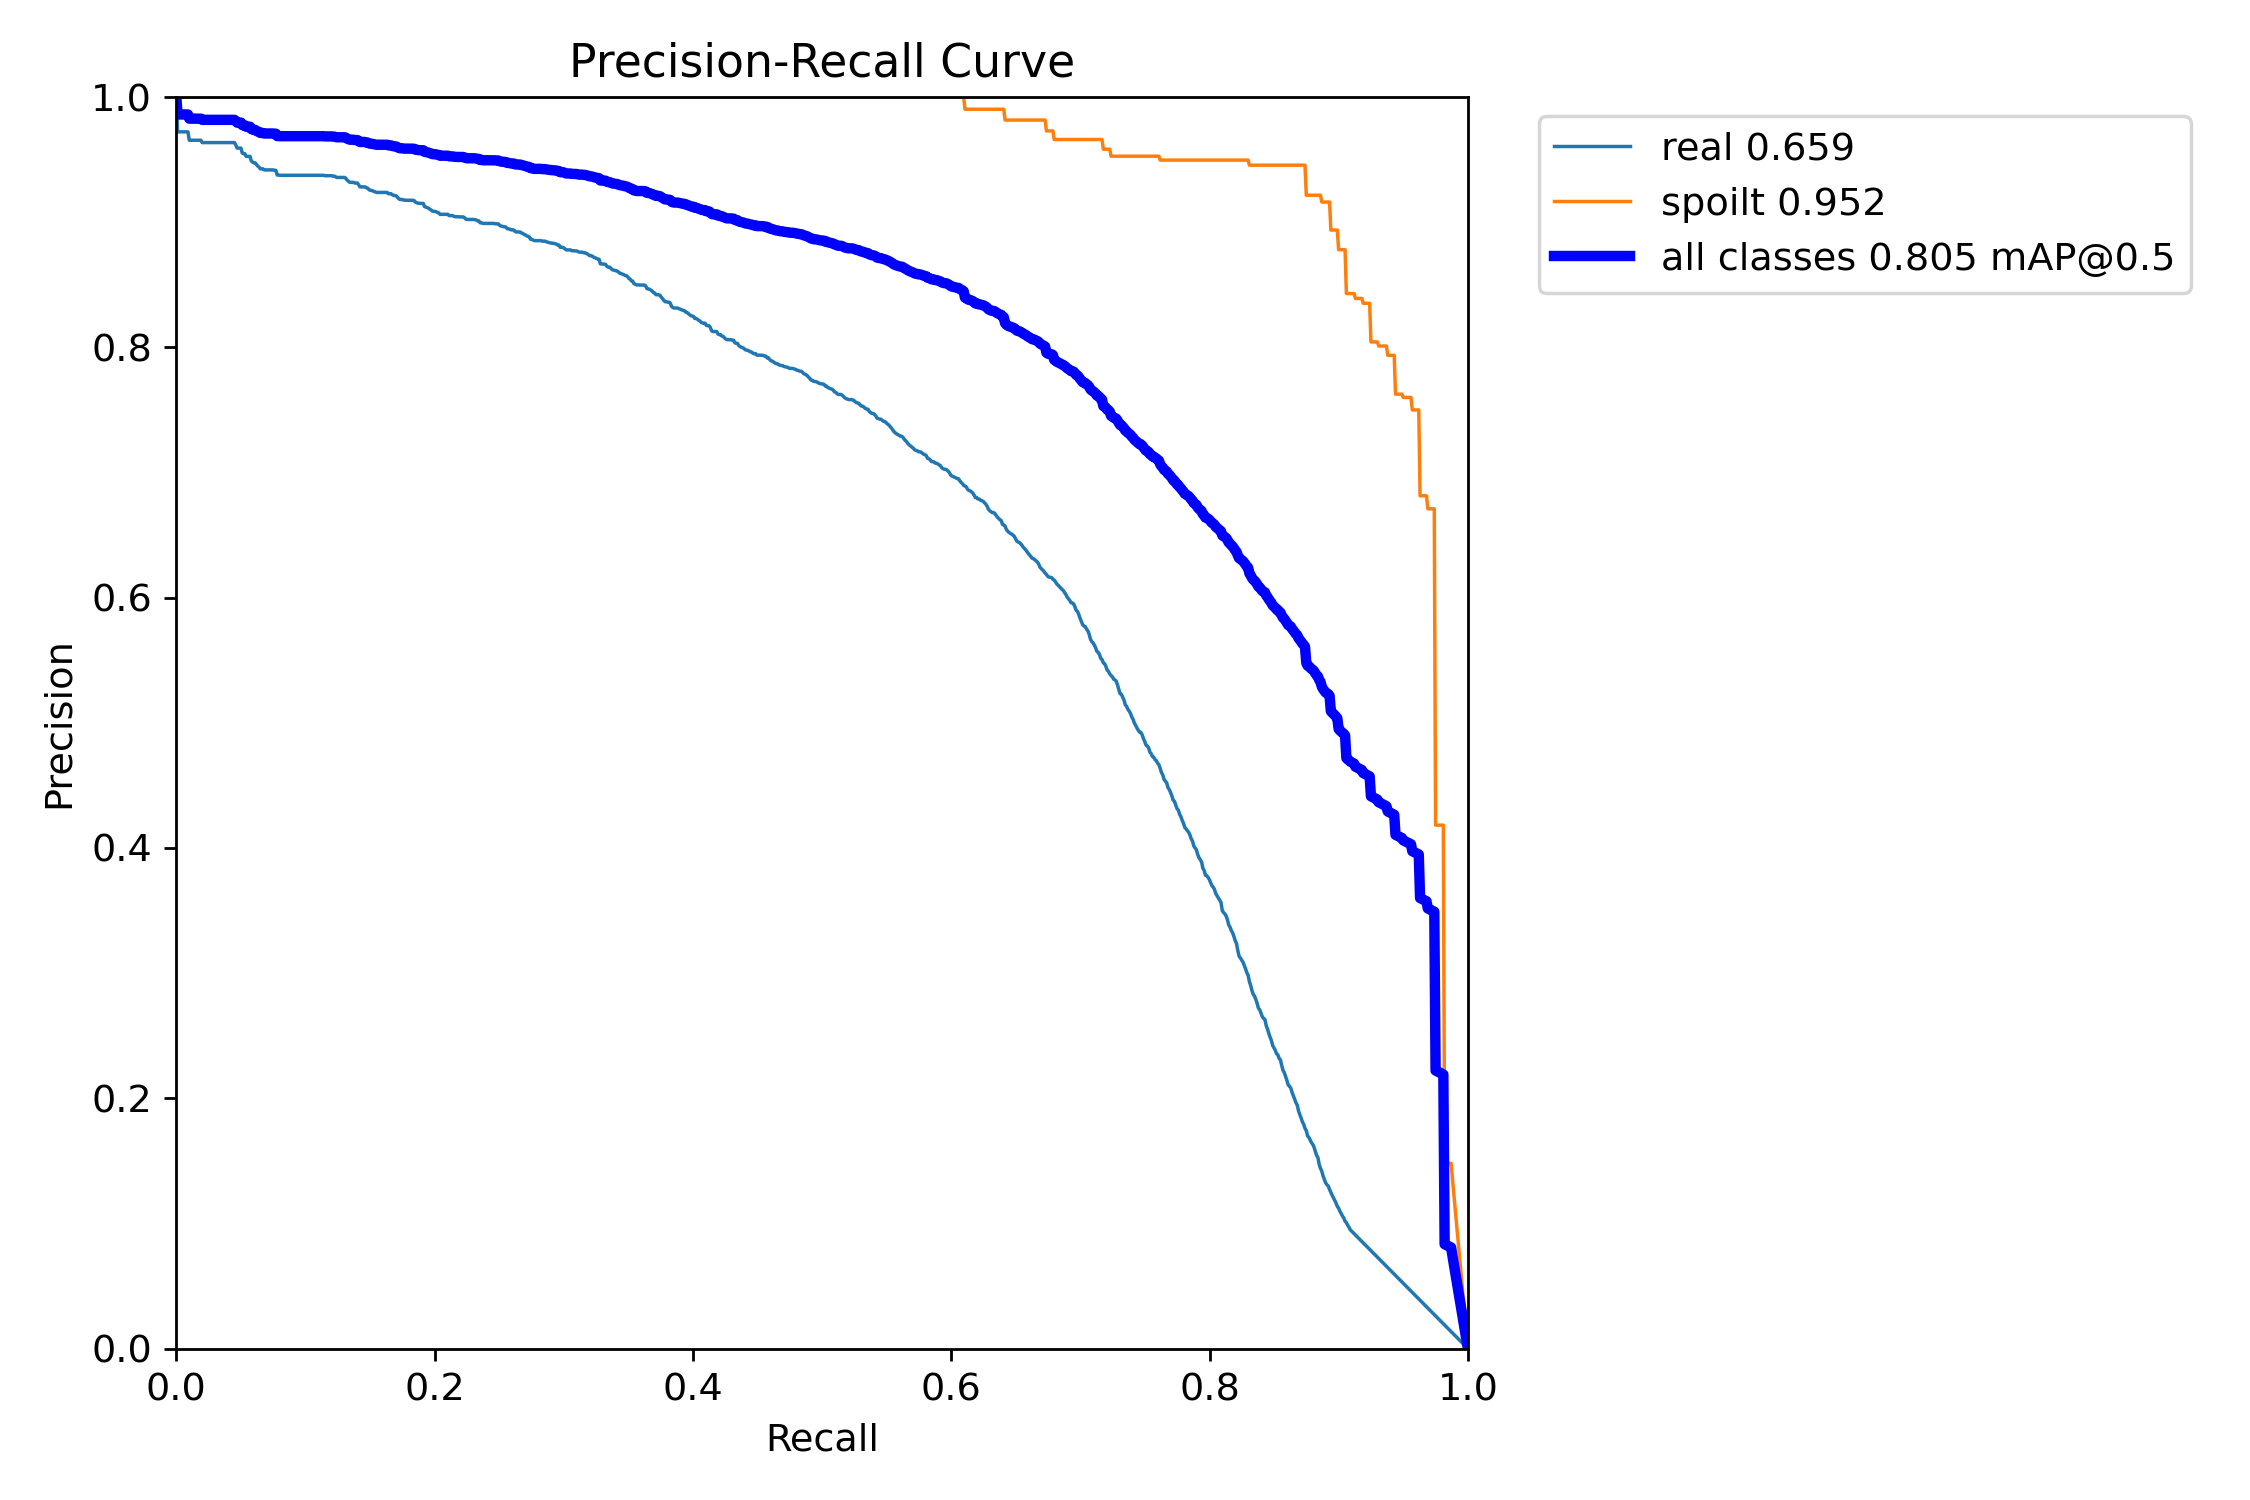 Precision-Recall Curve
1.0
0.8
0.6
0.4
0.2
0.0
Precision
0.0 0.2 0.4 0.6 0.8 1.0
Recall
real 0.659
spoilt 0.952
all classes 0.805 mAP@0.5